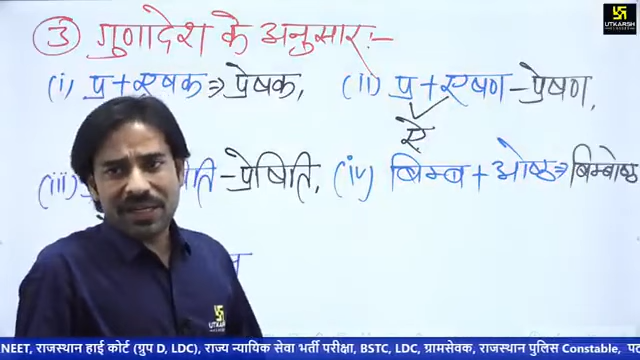 UTKARSH
③ गुणादेश के अनुसार:-
(i) प्र + एषक ⇒ प्रेषक, (ii) प्र + एषण - प्रेषण,
ऐ
(iii) - प्रेषिति, (iv) बिम्ब + ओष्ठ ⇒ बिम्बोष्ठ
UTKARSH
NEET, राजस्थान हाई कोर्ट (ग्रुप D, LDC), राज्य न्यायिक सेवा भर्ती परीक्षा, BSTC, LDC, ग्रामसेवक, राजस्थान पुलिस Constable,